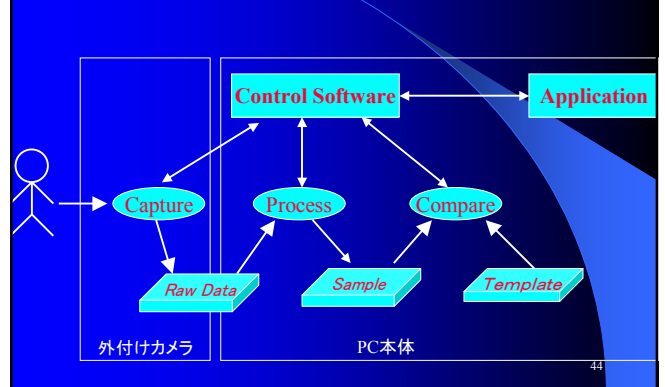 Control Software
Application
Capture
Process
Compare
Raw Data
Sample
Template
外付けカメラ
PC本体
44